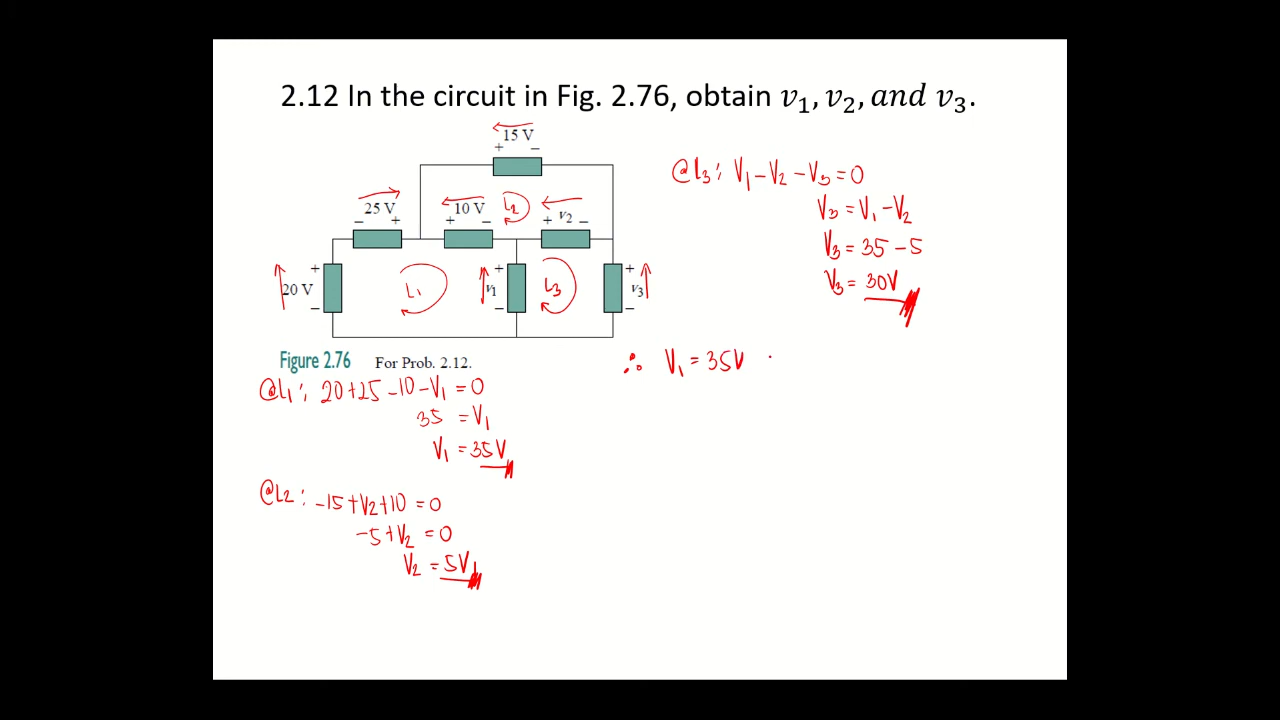 2.12 In the circuit in Fig. 2.76, obtain v₁, v₂, and v₃.
15 V
+ −
25 V
− +
10 V
+ −
L₂
v₂
+ −
+
20 V
−
L₁
+
v₁
−
L₃
+
v₃
−
Figure 2.76 For Prob. 2.12.
@L₁: 20+25-10-V₁ = 0
35 = V₁
V₁ = 35V
@L₂: -15+V₂+10 = 0
-5+V₂ = 0
V₂ = 5V
@L₃: V₁-V₂-V₃=0
V₃ = V₁-V₂
V₃ = 35-5
V₃ = 30V
∴ V₁ = 35V